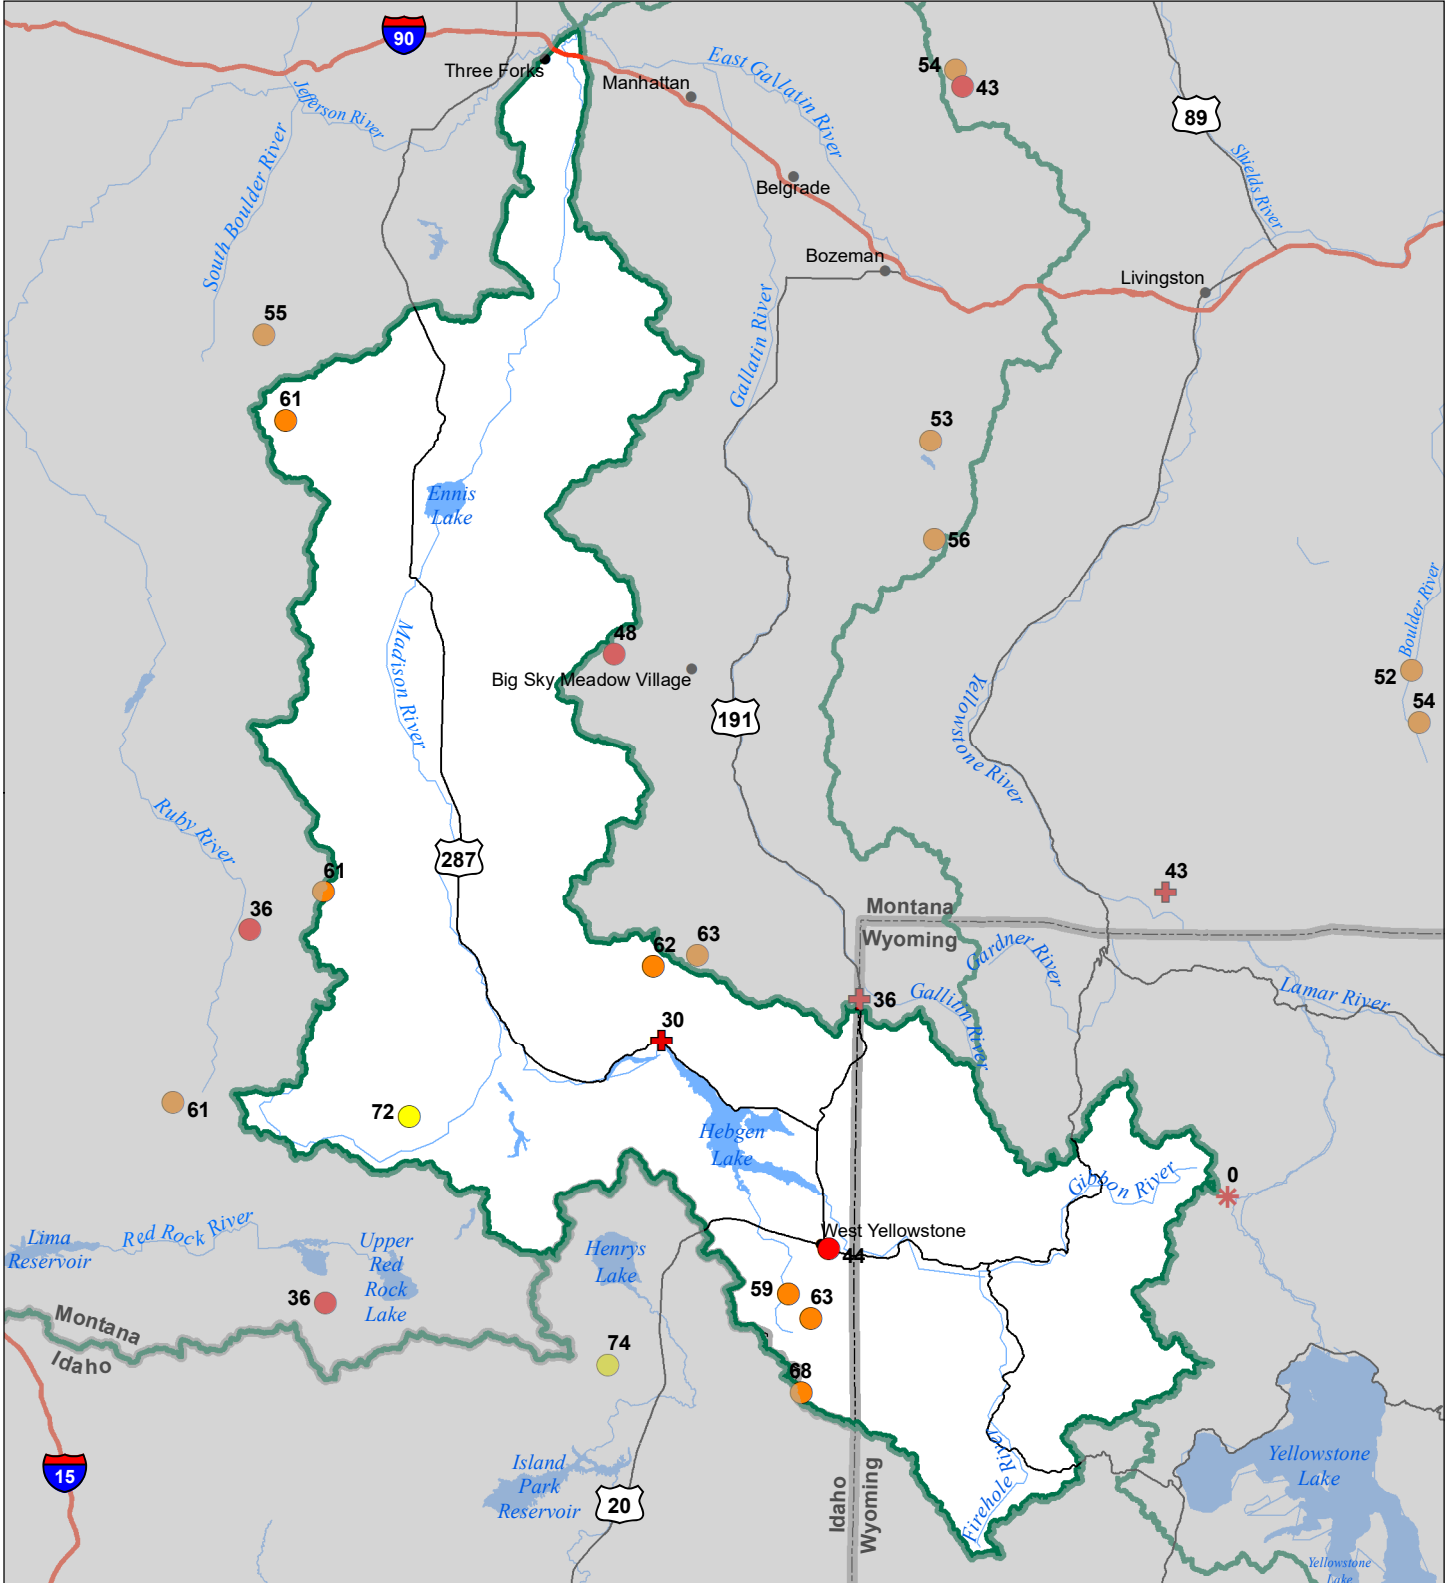 90
Three Forks
Manhattan
East Gallatin River
54
43
89
Jefferson River
South Boulder River
Belgrade
Shields River
Bozeman
Livingston
Gallatin River
55
61
53
Ennis
Lake
56
Madison River
48
Big Sky Meadow Village
191
Yellowstone River
Boulder River
52
54
Ruby River
287
61
36
43
Montana
Wyoming
62
63
Gardner River
Gallitin River
Lamar River
36
30
61
72
Hebgen
Lake
Gibbon River
0
Lima
Reservoir
Red Rock River
Upper
Red
Rock
Lake
Henrys
Lake
West Yellowstone
44
36
59
63
Montana
Idaho
74
68
15
Island
Park
Reservoir
20
Idaho
Wyoming
Firehole River
Yellowstone
Lake
Yellowstone
Lake